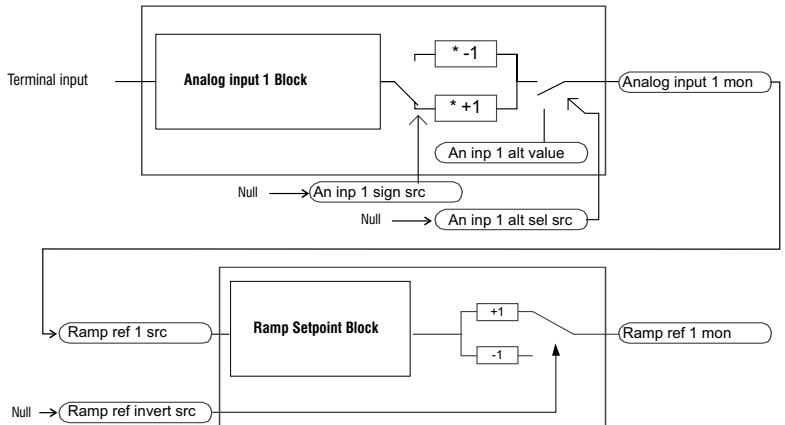 * -1
Terminal input
Analog input 1 Block
Analog input 1 mon
* +1
An inp 1 alt value
Null
An inp 1 sign src
Null
An inp 1 alt sel src
Ramp ref 1 src
Ramp Setpoint Block
+1
Ramp ref 1 mon
-1
Null
Ramp ref invert src